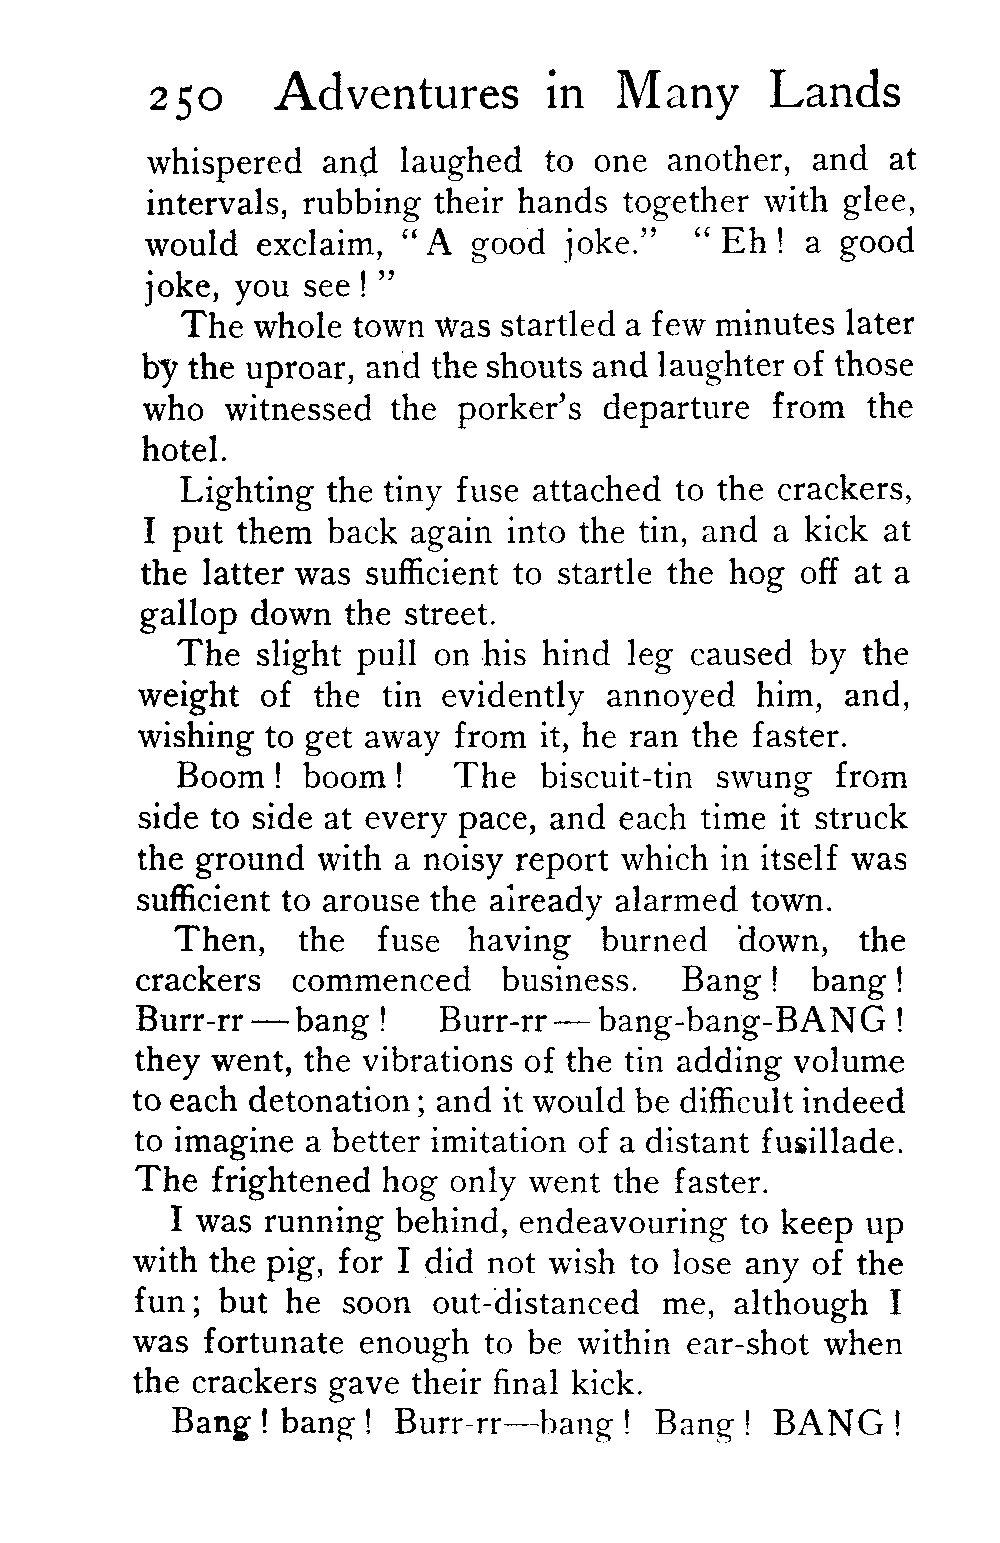 250 Adventures in Many Lands
whispered and laughed to one another, and at
intervals, rubbing their hands together with glee,
would exclaim, “ A good joke.” “ Eh ! a good
joke, you see ! ”
The whole town was startled a few minutes later
by the uproar, and the shouts and laughter of those
who witnessed the porker’s departure from the
hotel.
Lighting the tiny fuse attached to the crackers,
I put them back again into the tin, and a kick at
the latter was sufficient to startle the hog off at a
gallop down the street.
The slight pull on his hind leg caused by the
weight of the tin evidently annoyed him, and,
wishing to get away from it, he ran the faster.
Boom ! boom ! The biscuit-tin swung from
side to side at every pace, and each time it struck
the ground with a noisy report which in itself was
sufficient to arouse the already alarmed town.
Then, the fuse having burned down, the
crackers commenced business. Bang ! bang !
Burr-rr — bang ! Burr-rr — bang-bang-BANG !
they went, the vibrations of the tin adding volume
to each detonation ; and it would be difficult indeed
to imagine a better imitation of a distant fusillade.
The frightened hog only went the faster.
I was running behind, endeavouring to keep up
with the pig, for I did not wish to lose any of the
fun ; but he soon out-distanced me, although I
was fortunate enough to be within ear-shot when
the crackers gave their final kick.
Bang ! bang ! Burr-rr—bang ! Bang ! BANG !